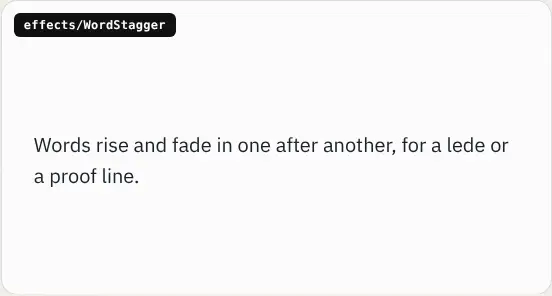 effects/WordStagger
Words rise and fade in one after another, for a lede or
a proof line.